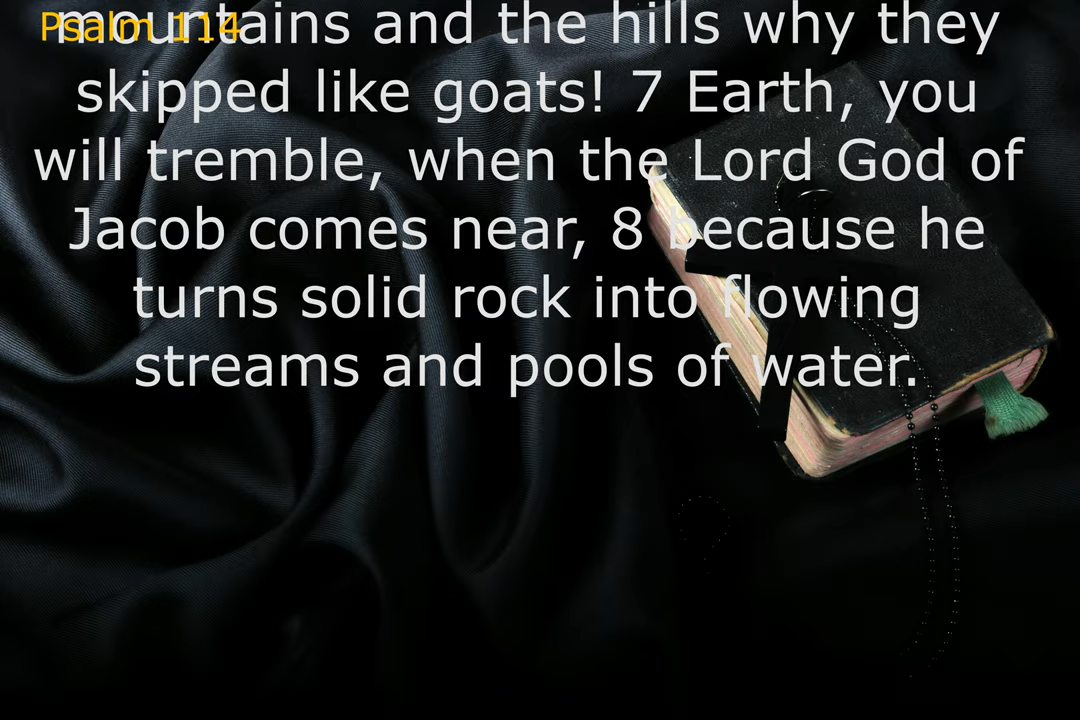 Psalm 114
mountains and the hills why they
skipped like goats! 7 Earth, you
will tremble, when the Lord God of
Jacob comes near, 8 because he
turns solid rock into flowing
streams and pools of water.